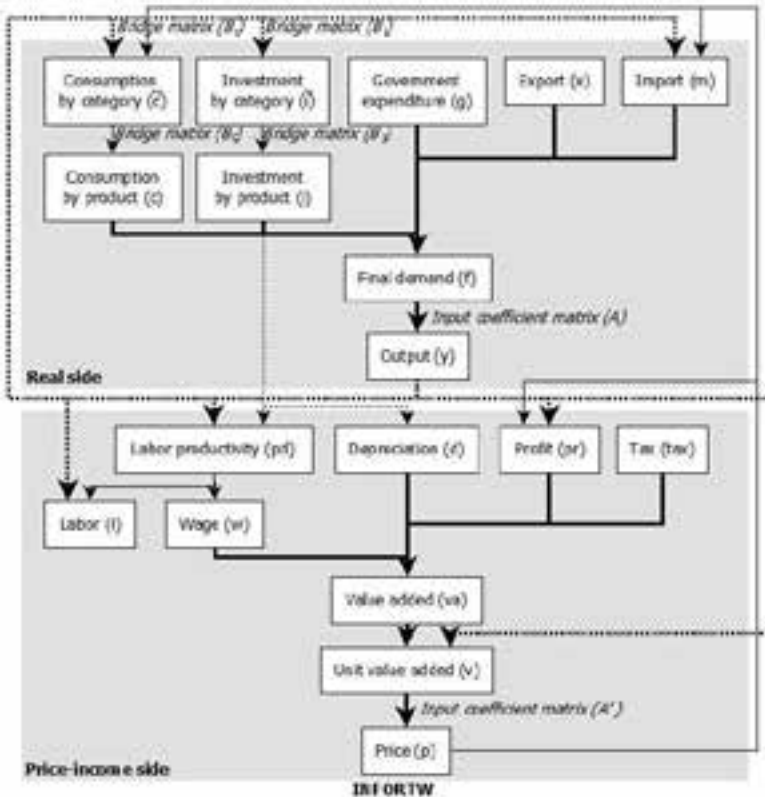 Bridge matrix (B
Bridge matrix (B
Consumption
by category (c̄)
Investment
by category (ī)
Government
expenditure (g)
Export (x)
Import (m)
Bridge matrix (B
Bridge matrix (B
Consumption
by product (c)
Investment
by product (i)
Final demand (f)
Input coefficient matrix (A)
Output (y)
Real side
Labor productivity (pd)
Depreciation (d)
Profit (pr)
Tax (tax)
Labor (l)
Wage (w)
Value added (va)
Unit value added (v)
Input coefficient matrix (A')
Price (p)
Price-income side
INFORTW